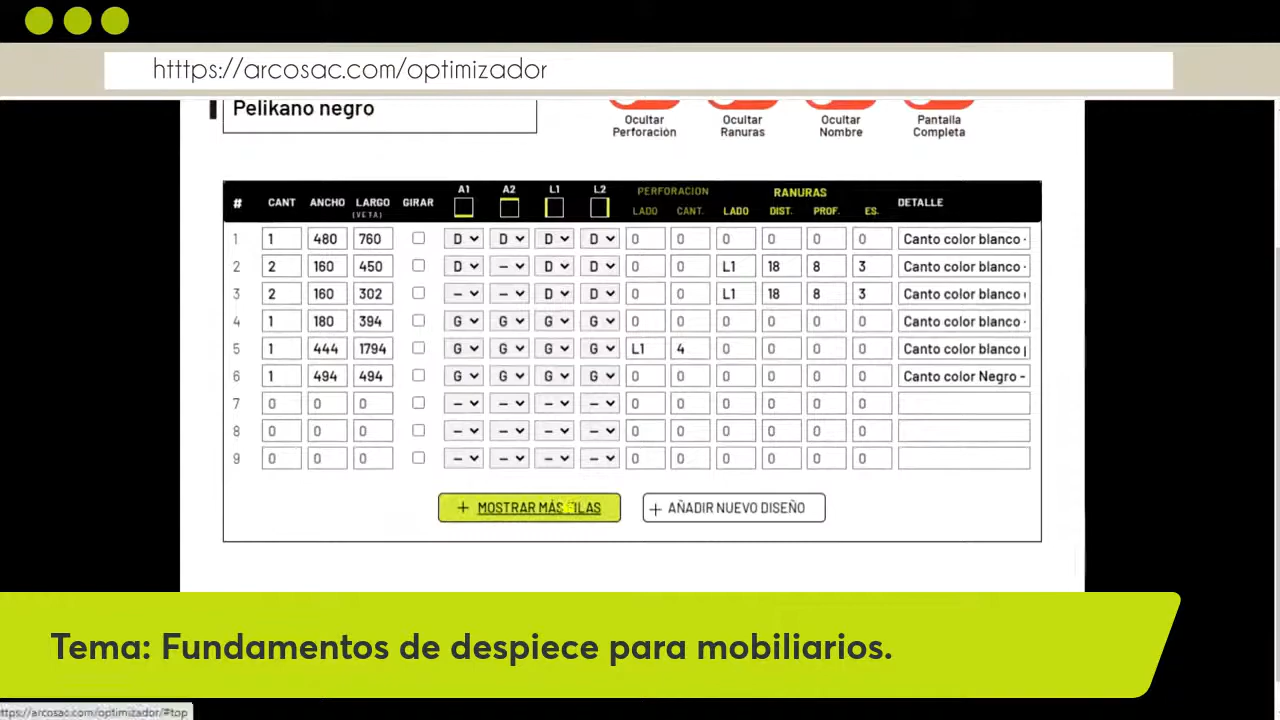 htttps://arcosac.com/optimizador
Pelikano negro
Ocultar Perforación
Ocultar Ranuras
Ocultar Nombre
Pantalla Completa
# CANT ANCHO LARGO (VETA) GIRAR A1 A2 L1 L2 PERFORACION LADO CANT. RANURAS LADO DIST. PROF. ES. DETALLE
1 1 480 760 D D D D 0 0 0 0 0 0 Canto color blanco -
2 2 160 450 D – D D 0 0 L1 18 8 3 Canto color blanco -
3 2 160 302 – – D D 0 0 L1 18 8 3 Canto color blanco
4 1 180 394 G G G G 0 0 0 0 0 0 Canto color blanco -
5 1 444 1794 G G G G L1 4 0 0 0 0 Canto color blanco
6 1 494 494 G G G G 0 0 0 0 0 0 Canto color Negro –
7 0 0 0 – – – – 0 0 0 0 0 0
8 0 0 0 – – – – 0 0 0 0 0 0
9 0 0 0 – – – – 0 0 0 0 0 0
+ MOSTRAR MÁS FILAS
+ AÑADIR NUEVO DISEÑO
Tema: Fundamentos de despiece para mobiliarios.
ttps://arcosac.com/optimizador/#top